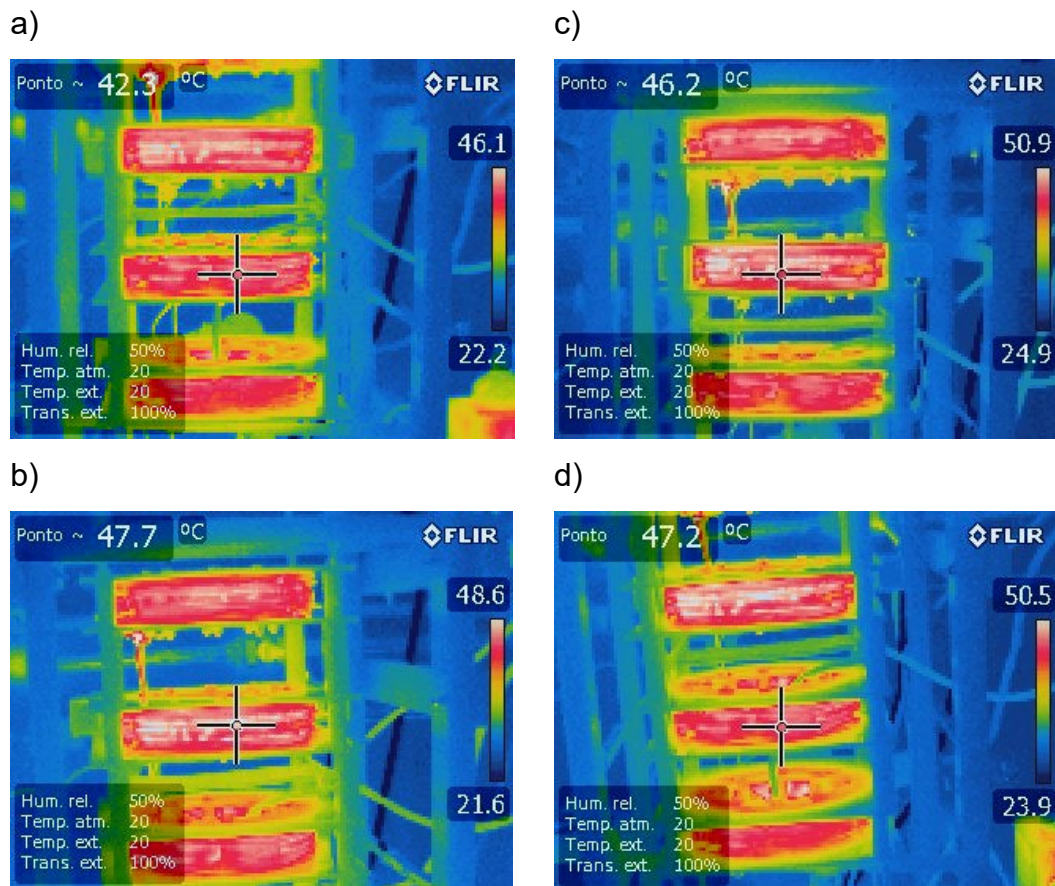 a)
Ponto ~ 42.3 ºC
FLIR
46.1
22.2
Hum. rel. 50%
Temp. atm. 20
Temp. ext. 20
Trans. ext. 100%
c)
Ponto ~ 46.2 ºC
FLIR
50.9
24.9
Hum. rel. 50%
Temp. atm. 20
Temp. ext. 20
Trans. ext. 100%
b)
Ponto ~ 47.7 ºC
FLIR
48.6
21.6
Hum. rel. 50%
Temp. atm. 20
Temp. ext. 20
Trans. ext. 100%
d)
Ponto 47.2 ºC
FLIR
50.5
23.9
Hum. rel. 50%
Temp. atm. 20
Temp. ext. 20
Trans. ext. 100%